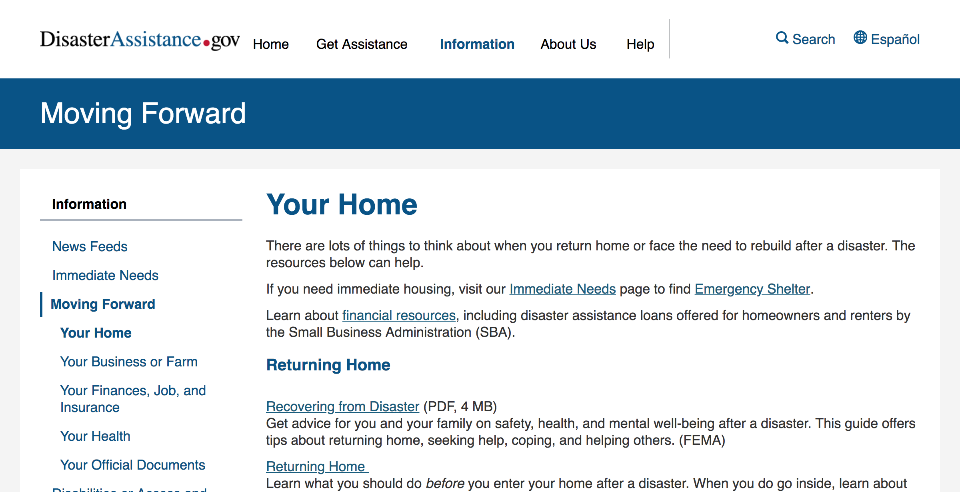 DisasterAssistance.gov Home Get Assistance Information About Us Help Search Español
Moving Forward
Information
News Feeds
Immediate Needs
Moving Forward
Your Home
Your Business or Farm
Your Finances, Job, and
Insurance
Your Health
Your Official Documents
Disabilities or Access and
Your Home
There are lots of things to think about when you return home or face the need to rebuild after a disaster. The
resources below can help.
If you need immediate housing, visit our Immediate Needs page to find Emergency Shelter.
Learn about financial resources, including disaster assistance loans offered for homeowners and renters by
the Small Business Administration (SBA).
Returning Home
Recovering from Disaster (PDF, 4 MB)
Get advice for you and your family on safety, health, and mental well-being after a disaster. This guide offers
tips about returning home, seeking help, coping, and helping others. (FEMA)
Returning Home
Learn what you should do before you enter your home after a disaster. When you do go inside, learn about